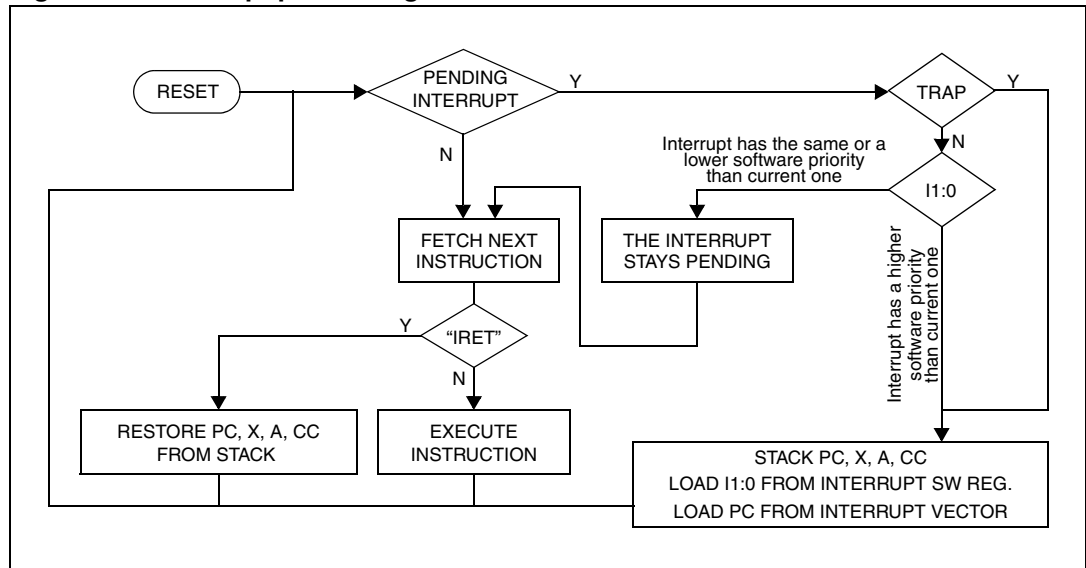 RESET
PENDING
INTERRUPT
Y
TRAP
Y
N
N
Interrupt has the same or a
lower software priority
than current one
I1:0
FETCH NEXT
INSTRUCTION
THE INTERRUPT
STAYS PENDING
Interrupt has a higher
software priority
than current one
Y
“IRET”
N
RESTORE PC, X, A, CC
FROM STACK
EXECUTE
INSTRUCTION
STACK PC, X, A, CC
LOAD I1:0 FROM INTERRUPT SW REG.
LOAD PC FROM INTERRUPT VECTOR